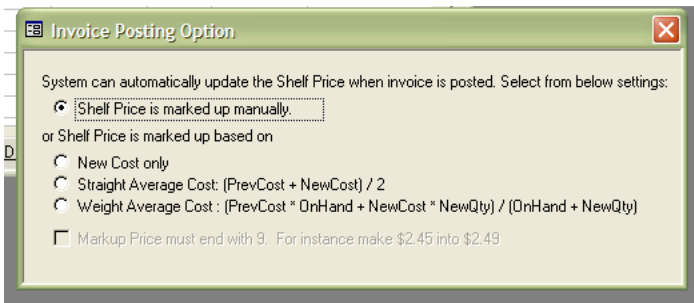 Invoice Posting Option
System can automatically update the Shelf Price when invoice is posted. Select from below settings:
Shelf Price is marked up manually.
or Shelf Price is marked up based on
D
New Cost only
Straight Average Cost: (PrevCost + NewCost) / 2
Weight Average Cost : (PrevCost * OnHand + NewCost * NewQty) / (OnHand + NewQty)
Markup Price must end with 9. For instance make $2.45 into $2.49